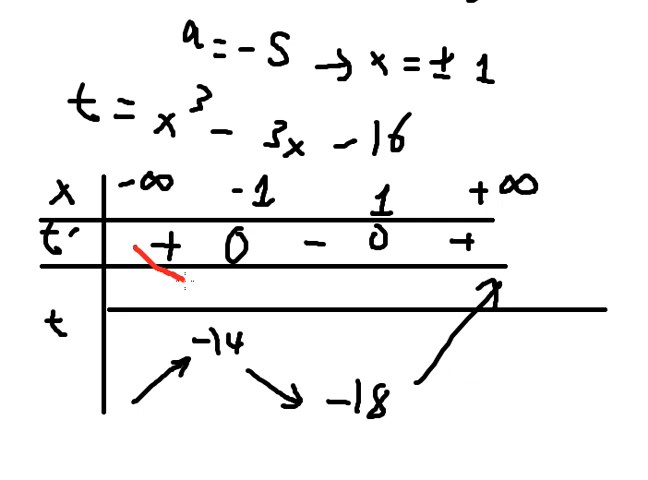 a = -5 → x = ± 1
t = x³ - 3x - 16
x -∞ -1 1 +∞
t' + 0 - 0 +
t
-14
-18